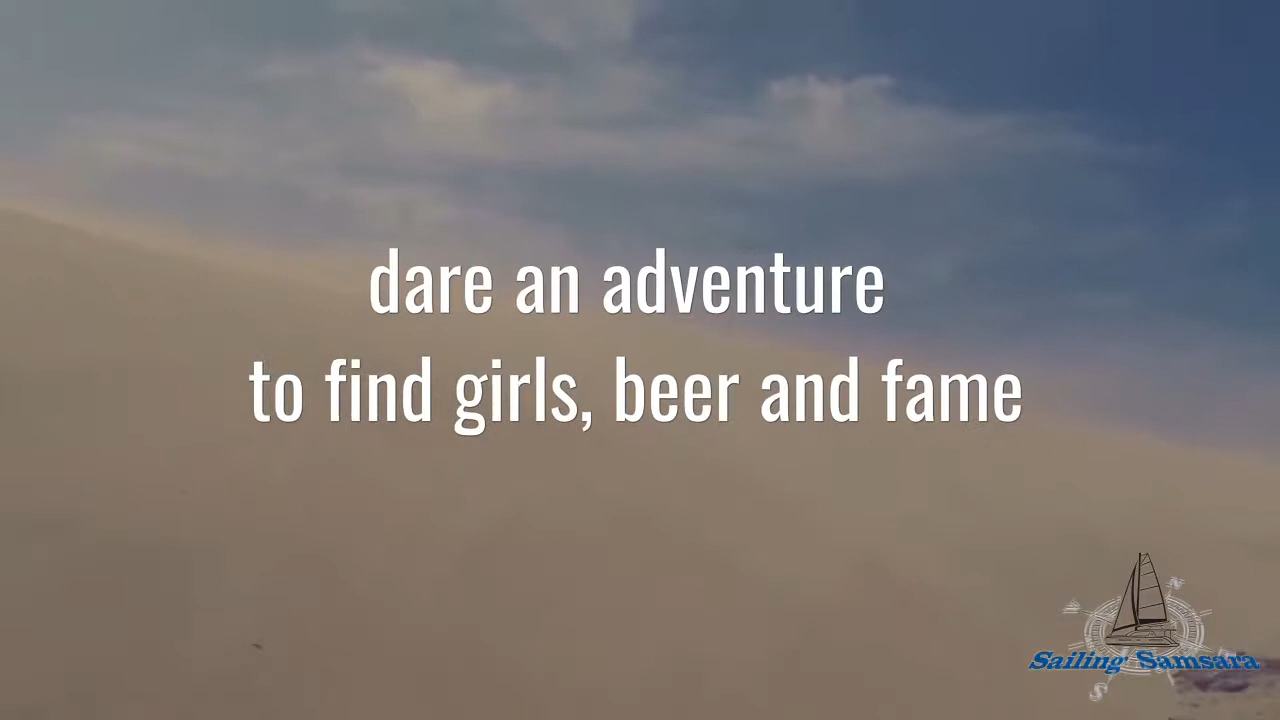 dare an adventure
to find girls, beer and fame
N
S
Sailing Samsara